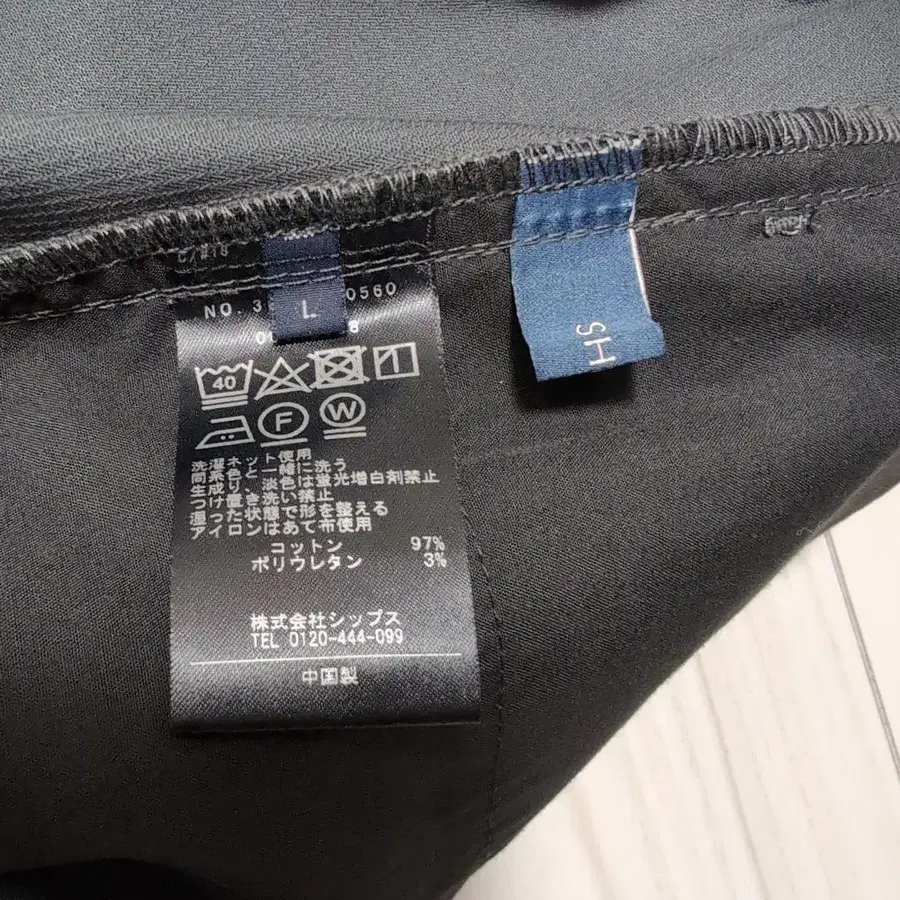 NO. 3
0560
L
8
40
F
W
洗濯ネット使用
同系色と一緒に洗う
生成り、淡色は蛍光増白剤禁止
つけ置き洗い禁止
湿った状態で形を整える
アイロンはあて布使用
コットン 97%
ポリウレタン 3%
株式会社シップス
TEL 0120-444-099
中国製
SH